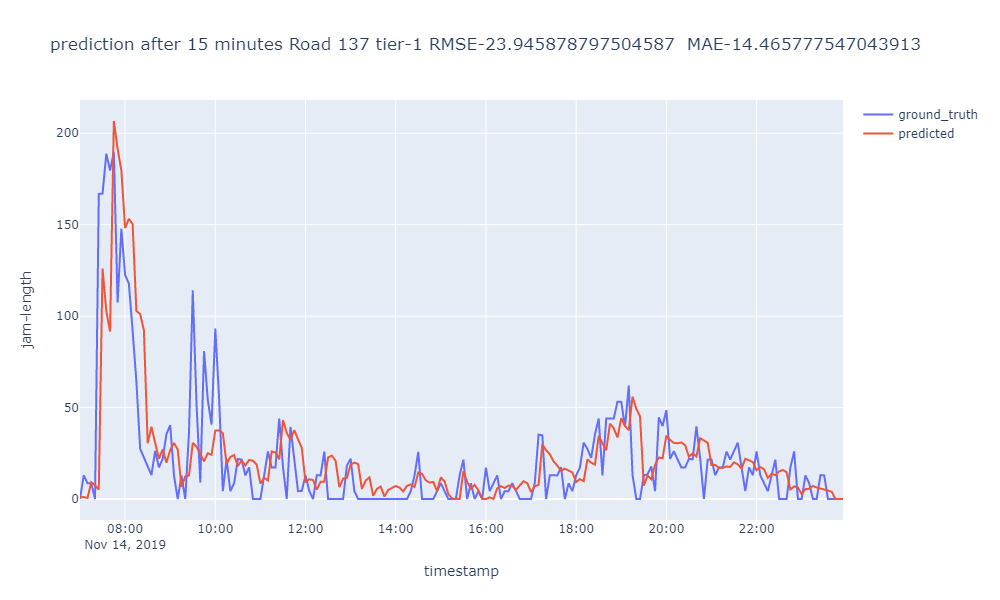 prediction after 15 minutes Road 137 tier-1 RMSE-23.945878797504587  MAE-14.465777547043913
ground_truth
predicted
200
150
100
50
0
jam-length
08:00 10:00 12:00 14:00 16:00 18:00 20:00 22:00
Nov 14, 2019
timestamp